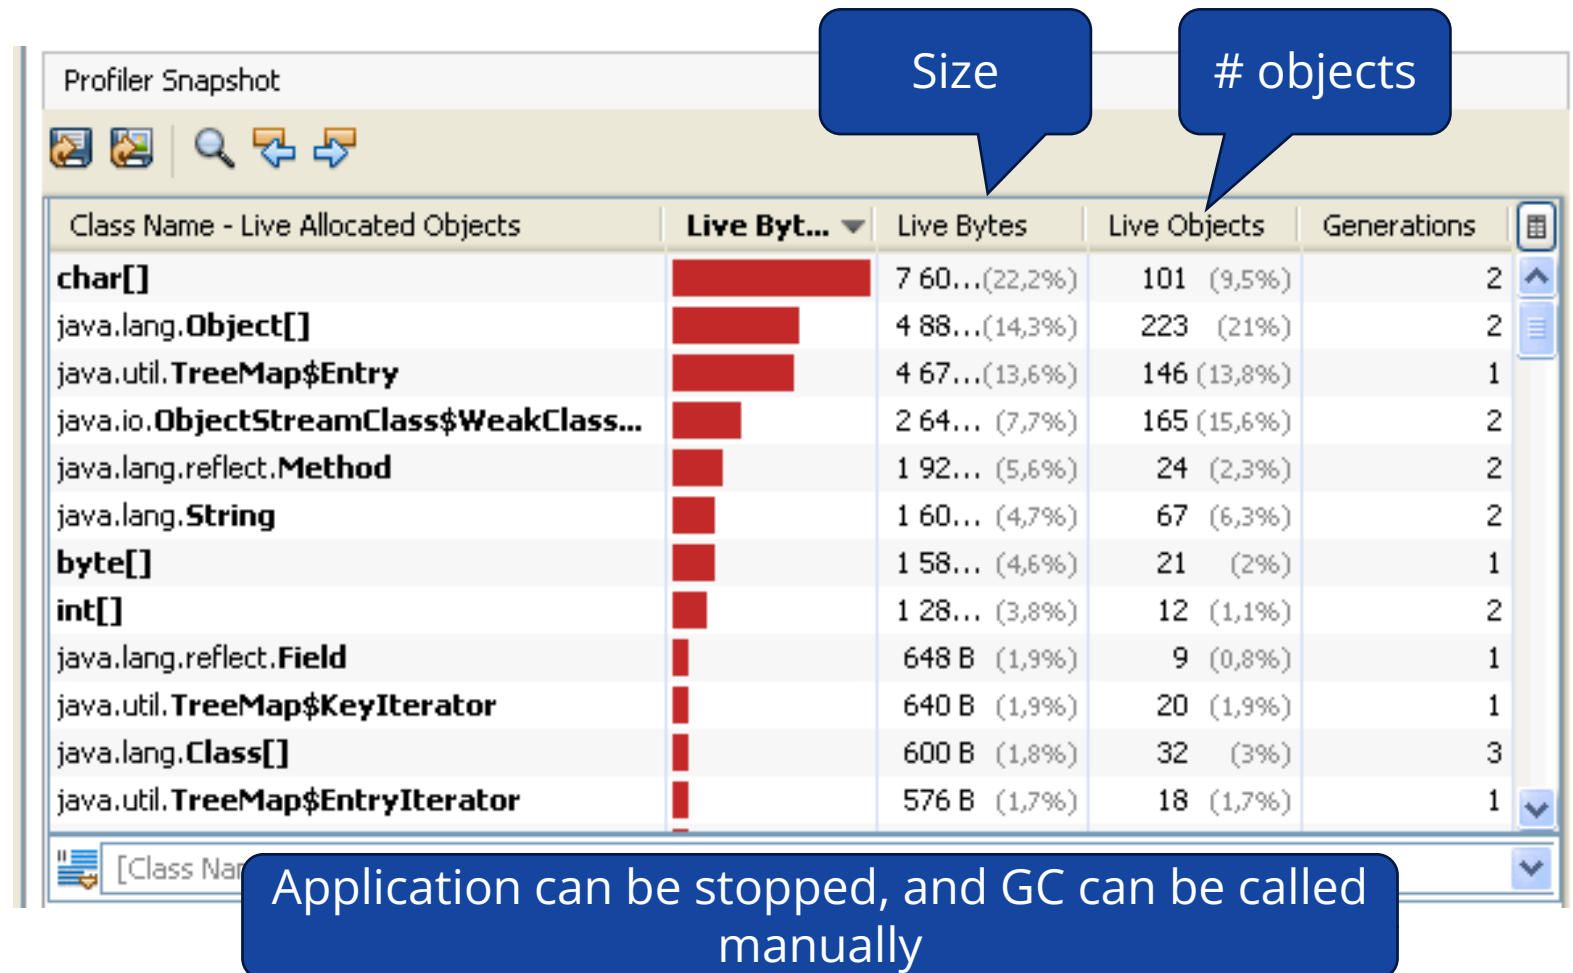 Size
# objects
Profiler Snapshot
Class Name - Live Allocated Objects Live Byt... Live Bytes Live Objects Generations
char[] 7 60...(22,2%) 101 (9,5%) 2
java.lang.Object[] 4 88...(14,3%) 223 (21%) 2
java.util.TreeMap$Entry 4 67...(13,6%) 146 (13,8%) 1
java.io.ObjectStreamClass$WeakClass... 2 64... (7,7%) 165 (15,6%) 2
java.lang.reflect.Method 1 92... (5,6%) 24 (2,3%) 2
java.lang.String 1 60... (4,7%) 67 (6,3%) 2
byte[] 1 58... (4,6%) 21 (2%) 1
int[] 1 28... (3,8%) 12 (1,1%) 2
java.lang.reflect.Field 648 B (1,9%) 9 (0,8%) 1
java.util.TreeMap$KeyIterator 640 B (1,9%) 20 (1,9%) 1
java.lang.Class[] 600 B (1,8%) 32 (3%) 3
java.util.TreeMap$EntryIterator 576 B (1,7%) 18 (1,7%) 1
[Class Na
Application can be stopped, and GC can be called
manually